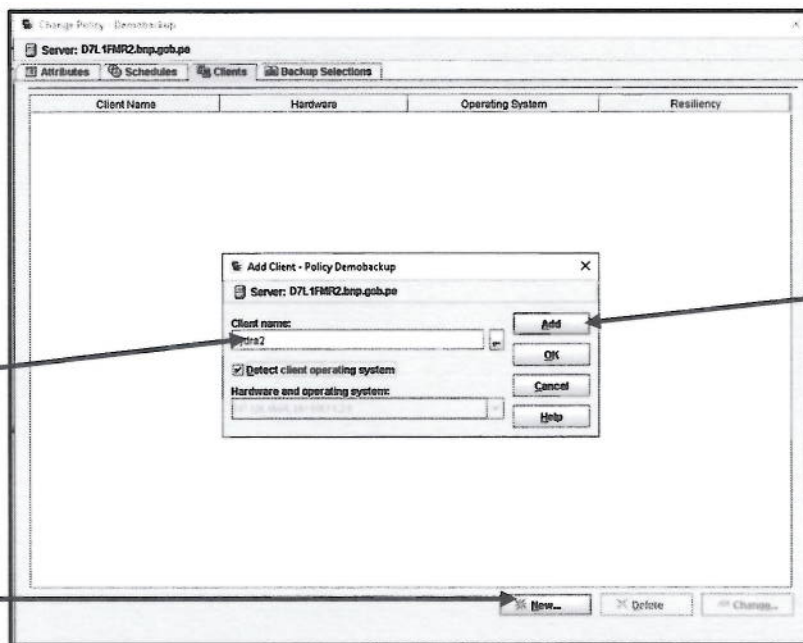 Change Policy - Demobackup
Server: D7L1FMR2.bnp.gob.pe
Attributes Schedules Clients Backup Selections
Client Name Hardware Operating System Resiliency
Add Client - Policy Demobackup
Server: D7L1FMR2.bnp.gob.pe
Client name:
Add
OK
Detect client operating system
Cancel
Hardware and operating system:
Help
New... Delete Change...